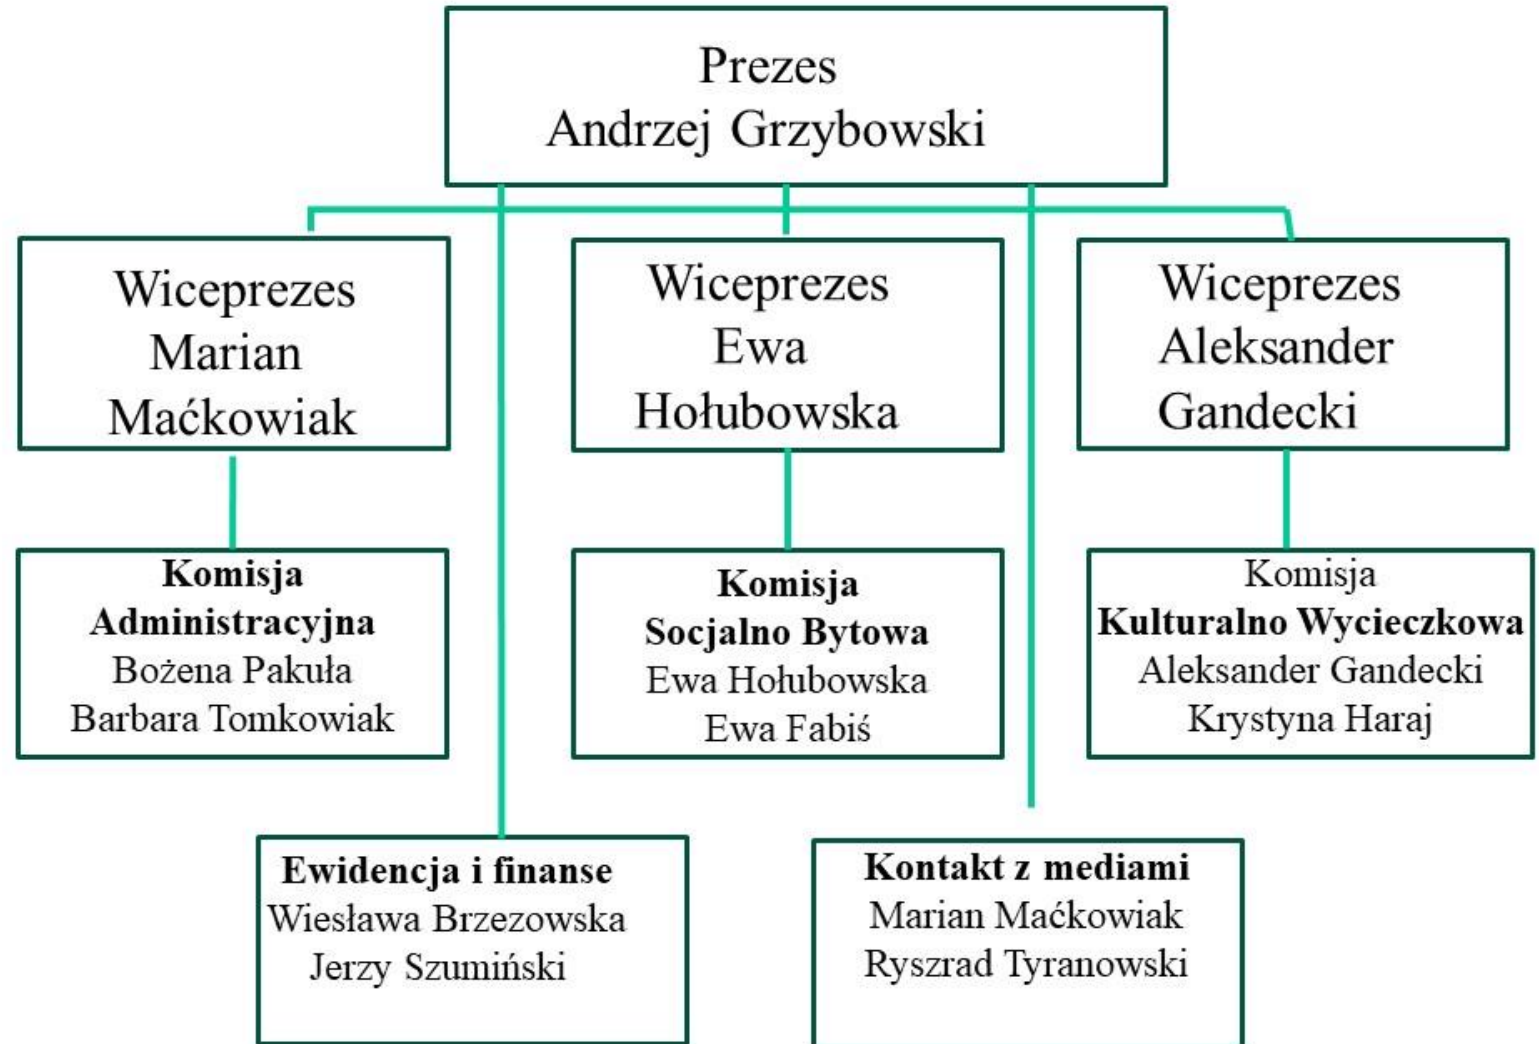 Prezes
Andrzej Grzybowski
Wiceprezes
Marian
Maćkowiak
Wiceprezes
Ewa
Hołubowska
Wiceprezes
Aleksander
Gandecki
Komisja
Administracyjna
Bożena Pakuła
Barbara Tomkowiak
Komisja
Socjalno Bytowa
Ewa Hołubowska
Ewa Fabiś
Komisja
Kulturalno Wycieczkowa
Aleksander Gandecki
Krystyna Haraj
Ewidencja i finanse
Wiesława Brzezowska
Jerzy Szumiński
Kontakt z mediami
Marian Maćkowiak
Ryszrad Tyranowski